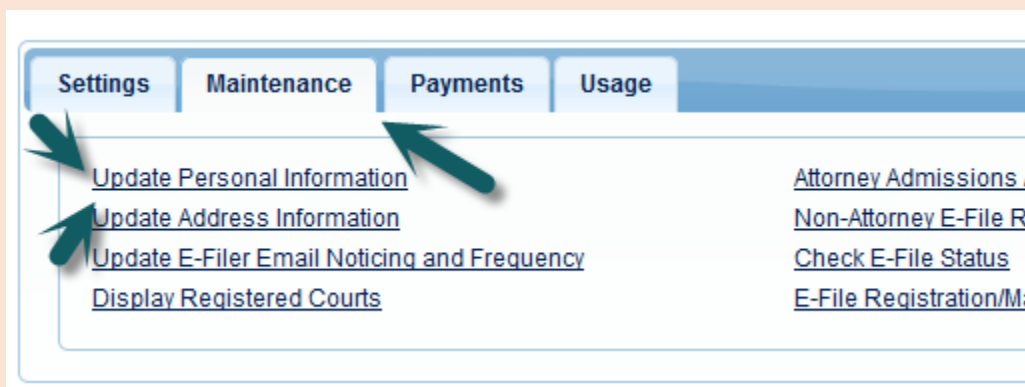 Settings Maintenance Payments Usage
Update Personal Information
Update Address Information
Update E-Filer Email Noticing and Frequency
Display Registered Courts
Attorney Admissions
Non-Attorney E-File R
Check E-File Status
E-File Registration/Ma